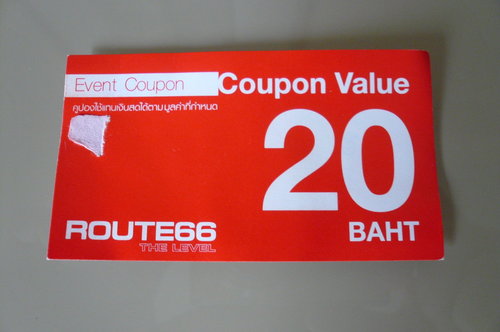 Event Coupon
Coupon Value
คูปองใช้แทนเงินสดได้ตามมูลค่าที่กำหนด
20
BAHT
ROUTE66
THE LEVEL